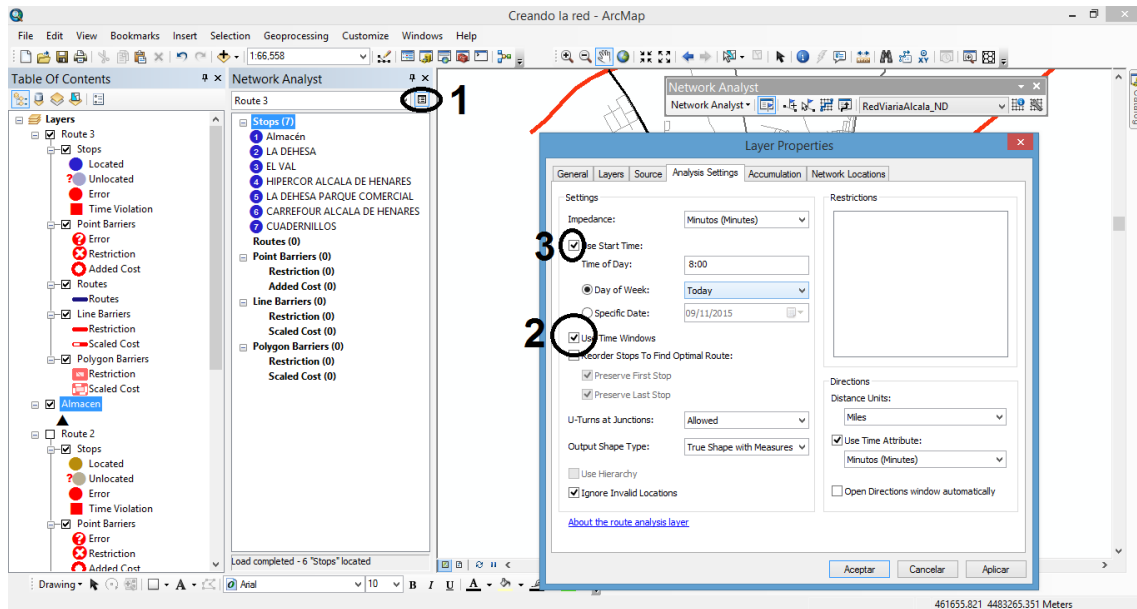 Creando la red - ArcMap
File Edit View Bookmarks Insert Selection Geoprocessing Customize Windows Help
1:66,558
Table Of Contents
Layers
Route 3
Stops
Located
Unlocated
Error
Time Violation
Point Barriers
Error
Restriction
Added Cost
Routes
Routes
Line Barriers
Restriction
Scaled Cost
Polygon Barriers
Restriction
Scaled Cost
Almacen
Route 2
Stops
Located
Unlocated
Error
Time Violation
Point Barriers
Error
Restriction
Added Cost
Network Analyst
Route 3
1
Stops (7)
1 Almacén
2 LA DEHESA
3 EL VAL
4 HIPERCOR ALCALA DE HENARES
5 LA DEHESA PARQUE COMERCIAL
6 CARREFOUR ALCALA DE HENARES
7 CUADERNILLOS
Routes (0)
Point Barriers (0)
Restriction (0)
Added Cost (0)
Line Barriers (0)
Restriction (0)
Scaled Cost (0)
Polygon Barriers (0)
Restriction (0)
Scaled Cost (0)
Load completed - 6 "Stops" located
Network Analyst
Network Analyst RedViariaAlcala_ND
Layer Properties
General Layers Source Analysis Settings Accumulation Network Locations
Settings
Impedance: Minutos (Minutes)
3 Use Start Time:
Time of Day: 8:00
Day of Week: Today
Specific Date: 09/11/2015
2 Use Time Windows
Reorder Stops To Find Optimal Route:
Preserve First Stop
Preserve Last Stop
U-Turns at Junctions: Allowed
Output Shape Type: True Shape with Measures
Use Hierarchy
Ignore Invalid Locations
About the route analysis layer
Restrictions
Directions
Distance Units:
Miles
Use Time Attribute:
Minutos (Minutes)
Open Directions window automatically
Aceptar Cancelar Aplicar
Drawing A Arial 10 B I U A
461655.821 4483265.351 Meters